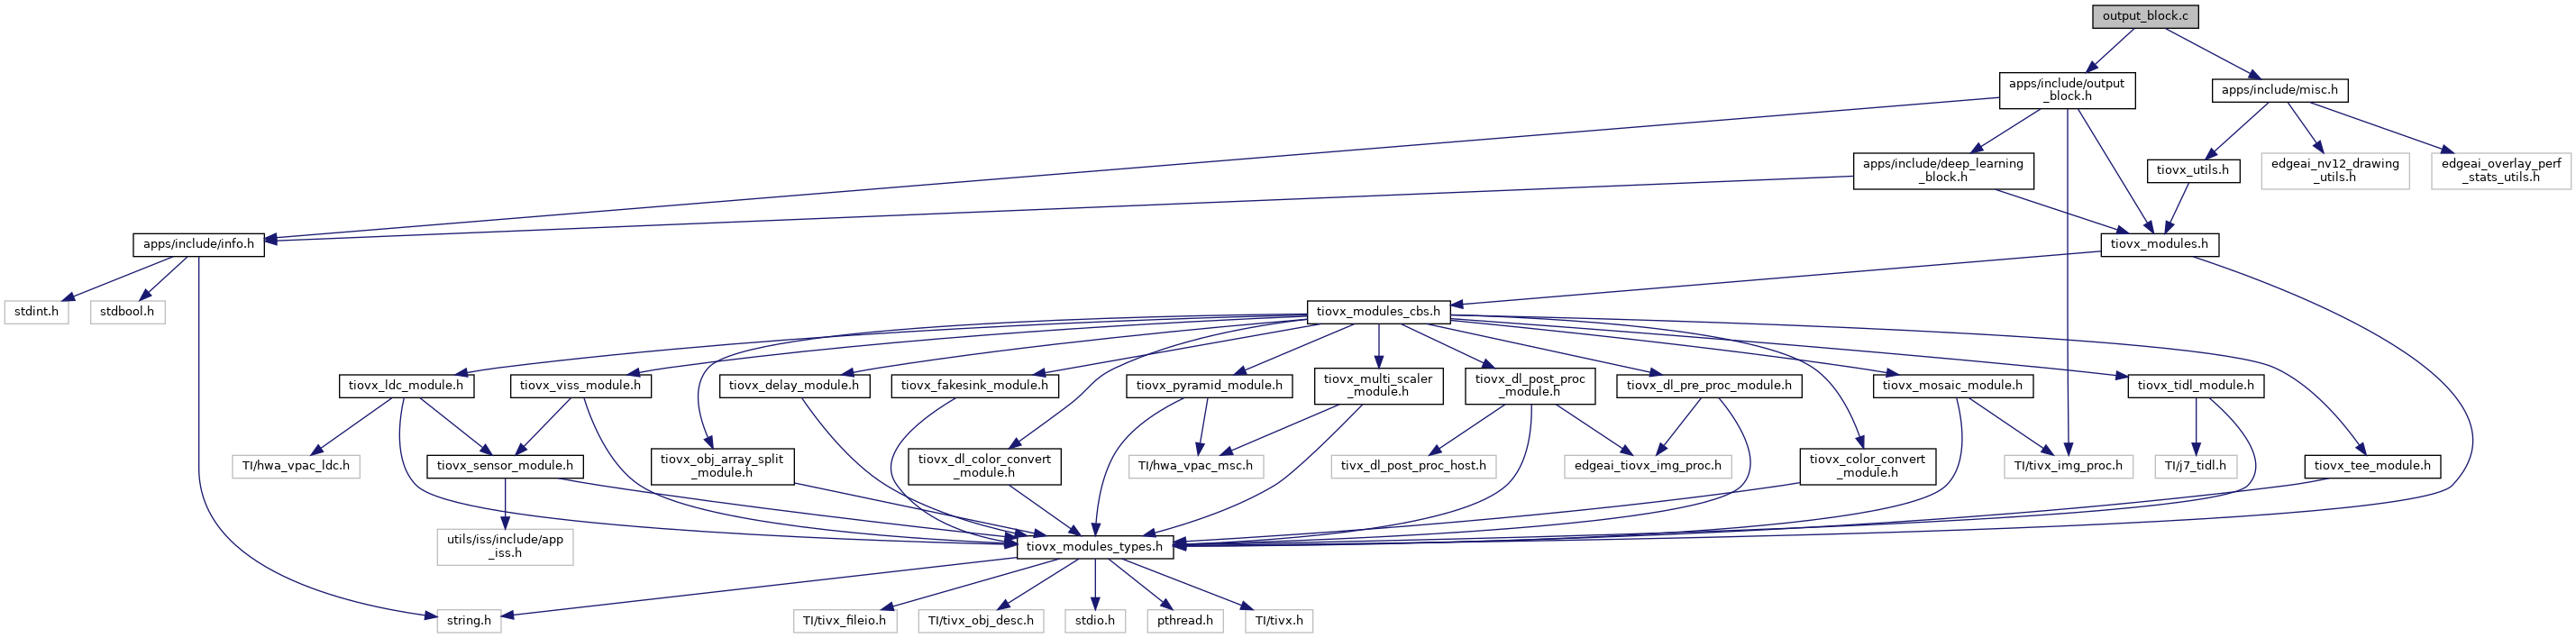 output_block.c
apps/include/output
_block.h
apps/include/misc.h
apps/include/deep_learning
_block.h
tiovx_utils.h
edgeai_nv12_drawing
_utils.h
edgeai_overlay_perf
_stats_utils.h
apps/include/info.h
tiovx_modules.h
stdint.h
stdbool.h
tiovx_modules_cbs.h
tiovx_ldc_module.h
tiovx_viss_module.h
tiovx_delay_module.h
tiovx_fakesink_module.h
tiovx_pyramid_module.h
tiovx_multi_scaler
_module.h
tiovx_dl_post_proc
_module.h
tiovx_dl_pre_proc_module.h
tiovx_mosaic_module.h
tiovx_tidl_module.h
TI/hwa_vpac_ldc.h
tiovx_sensor_module.h
tiovx_obj_array_split
_module.h
tiovx_dl_color_convert
_module.h
TI/hwa_vpac_msc.h
tivx_dl_post_proc_host.h
edgeai_tiovx_img_proc.h
tiovx_color_convert
_module.h
TI/tivx_img_proc.h
TI/j7_tidl.h
tiovx_tee_module.h
utils/iss/include/app
_iss.h
tiovx_modules_types.h
string.h
TI/tivx_fileio.h
TI/tivx_obj_desc.h
stdio.h
pthread.h
TI/tivx.h